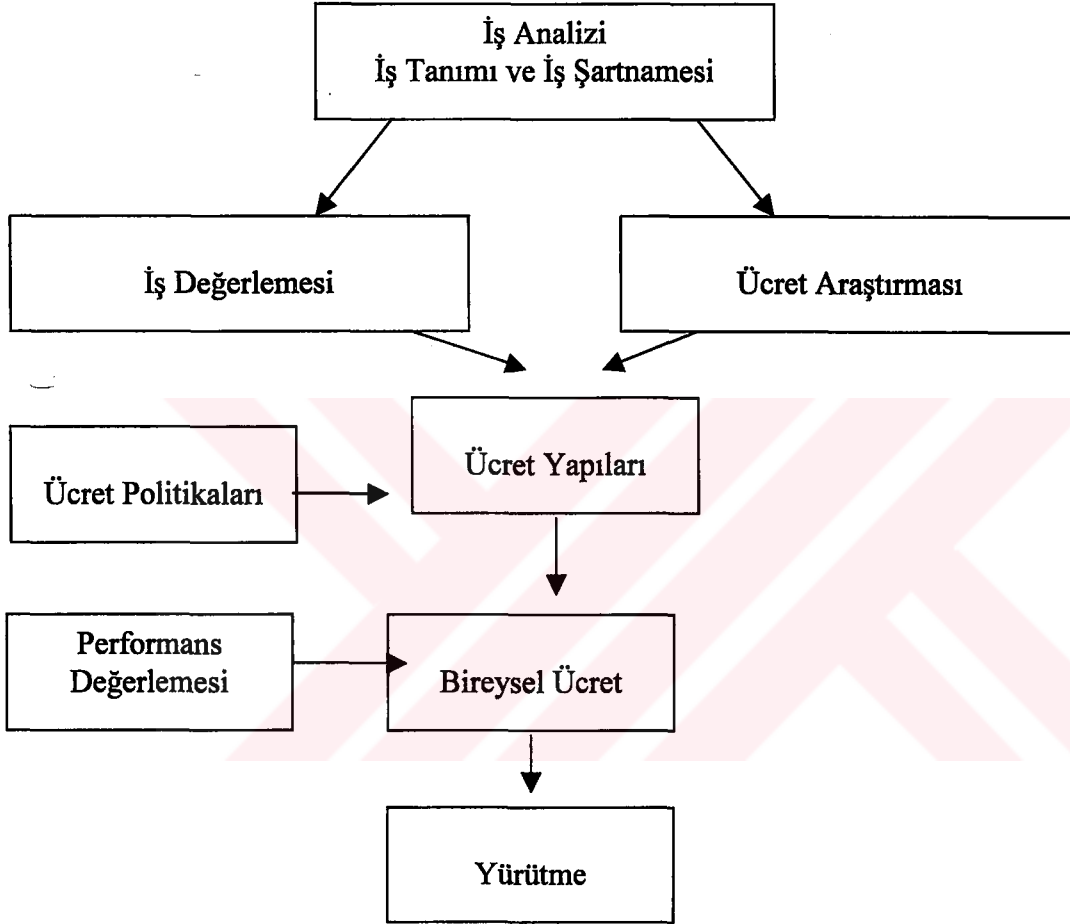 İş Analizi
İş Tanımı ve İş Şartnamesi
İş Değerlemesi
Ücret Araştırması
Ücret Politikaları
Ücret Yapıları
Performans
Değerlemesi
Bireysel Ücret
Yürütme